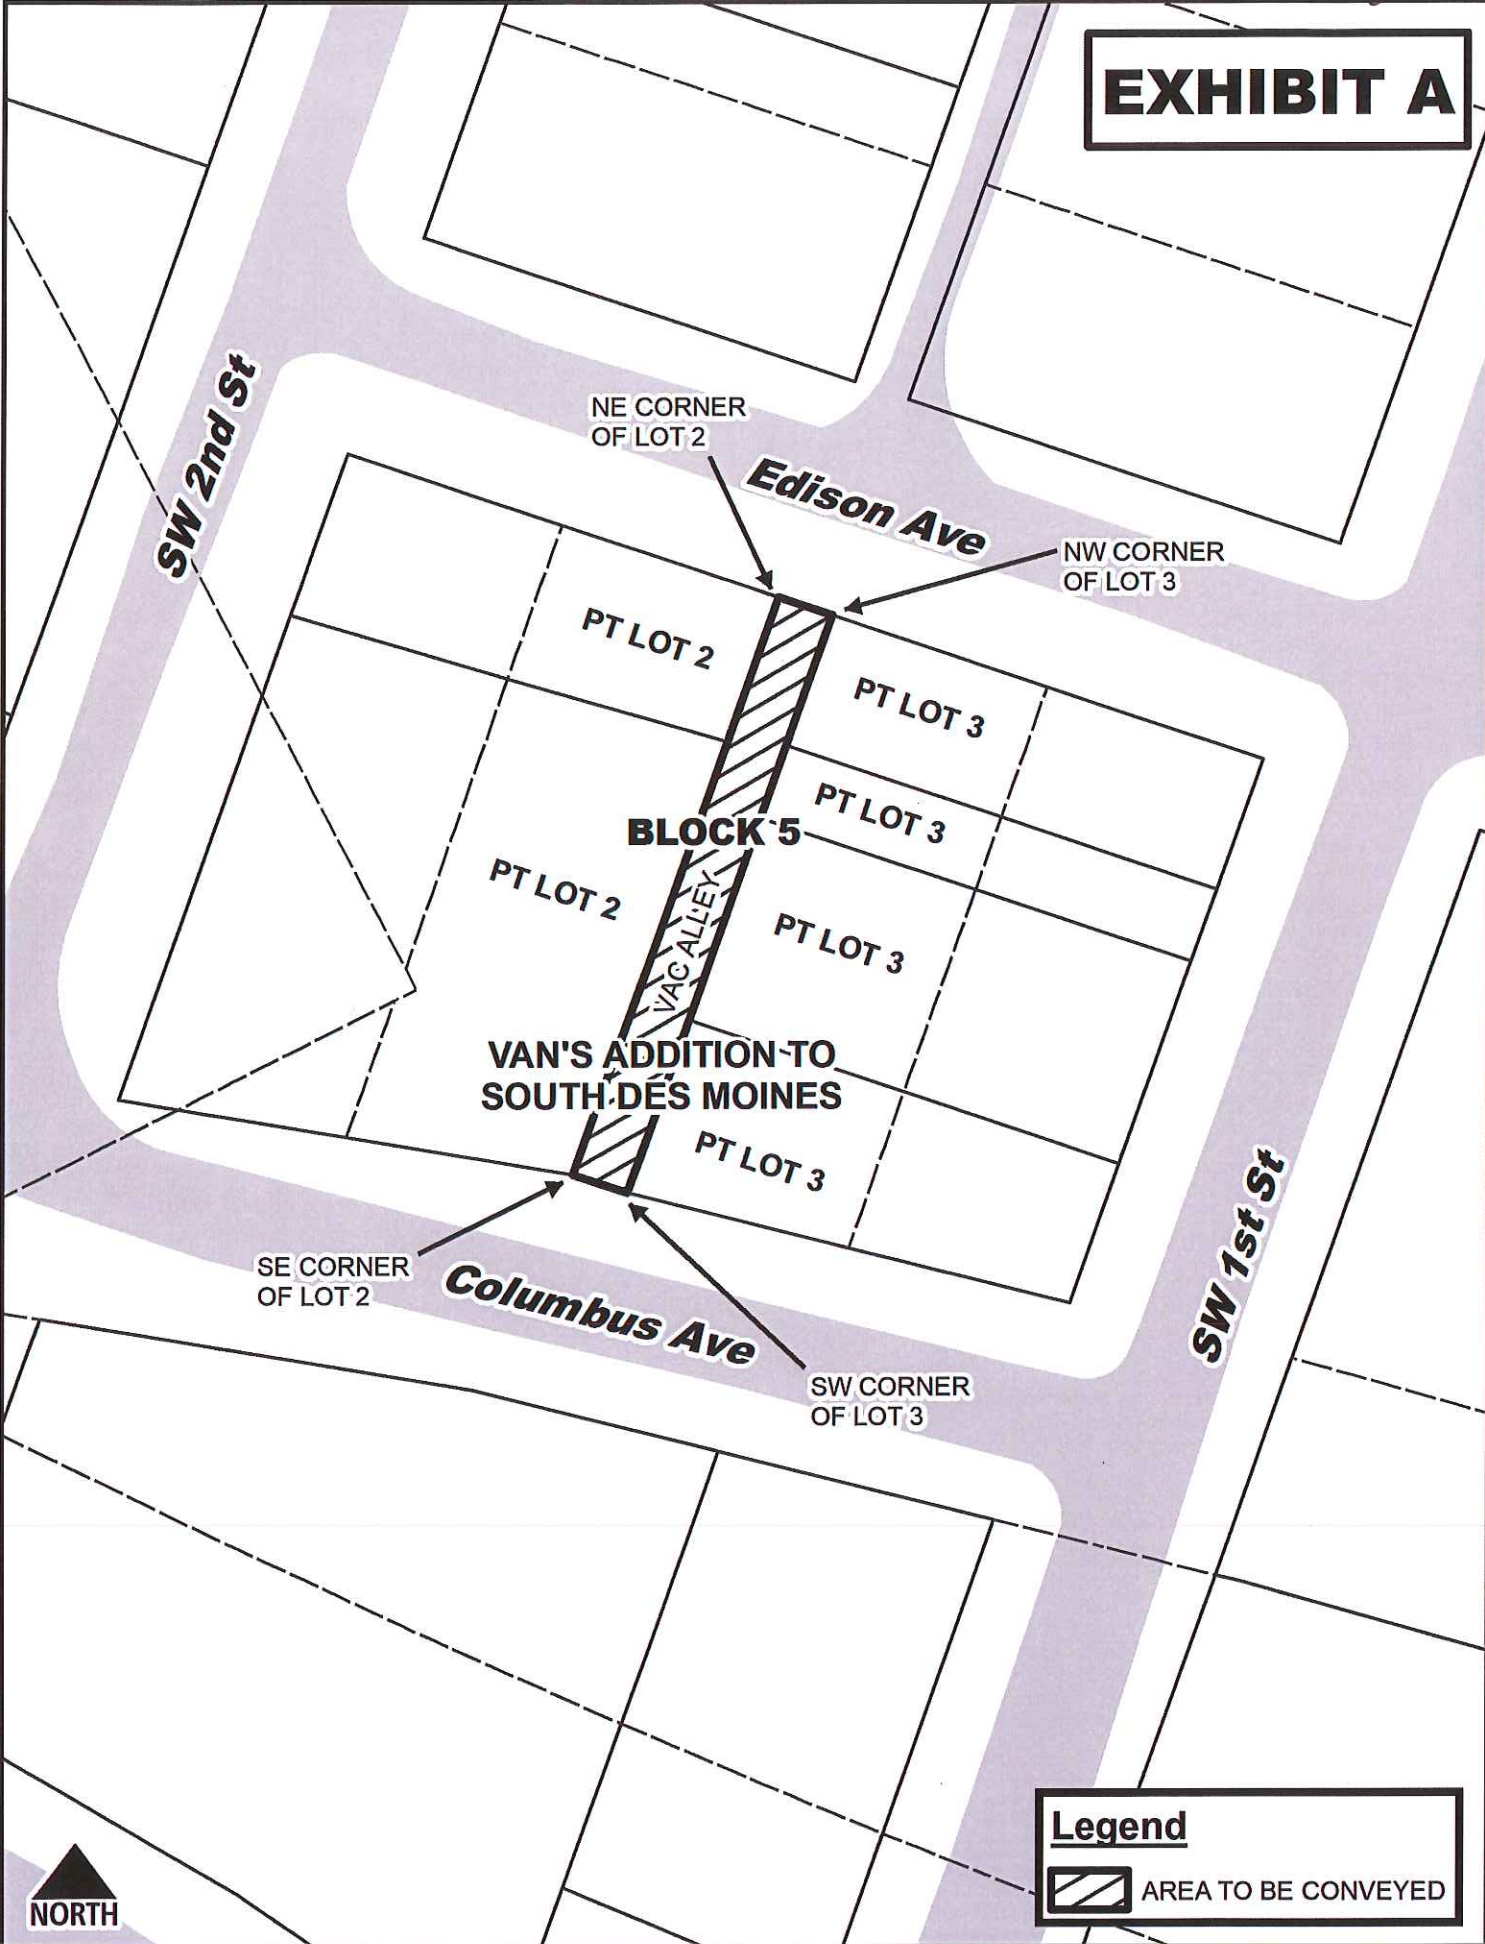 EXHIBIT A
SW 2nd St
NE CORNER
OF LOT 2
Edison Ave
NW CORNER
OF LOT 3
PT LOT 2
PT LOT 3
PT LOT 3
BLOCK 5
PT LOT 2
VAC ALLEY
PT LOT 3
VAN'S ADDITION TO
SOUTH DES MOINES
PT LOT 3
SE CORNER
OF LOT 2
Columbus Ave
SW 1st St
SW CORNER
OF LOT 3
Legend
AREA TO BE CONVEYED
NORTH